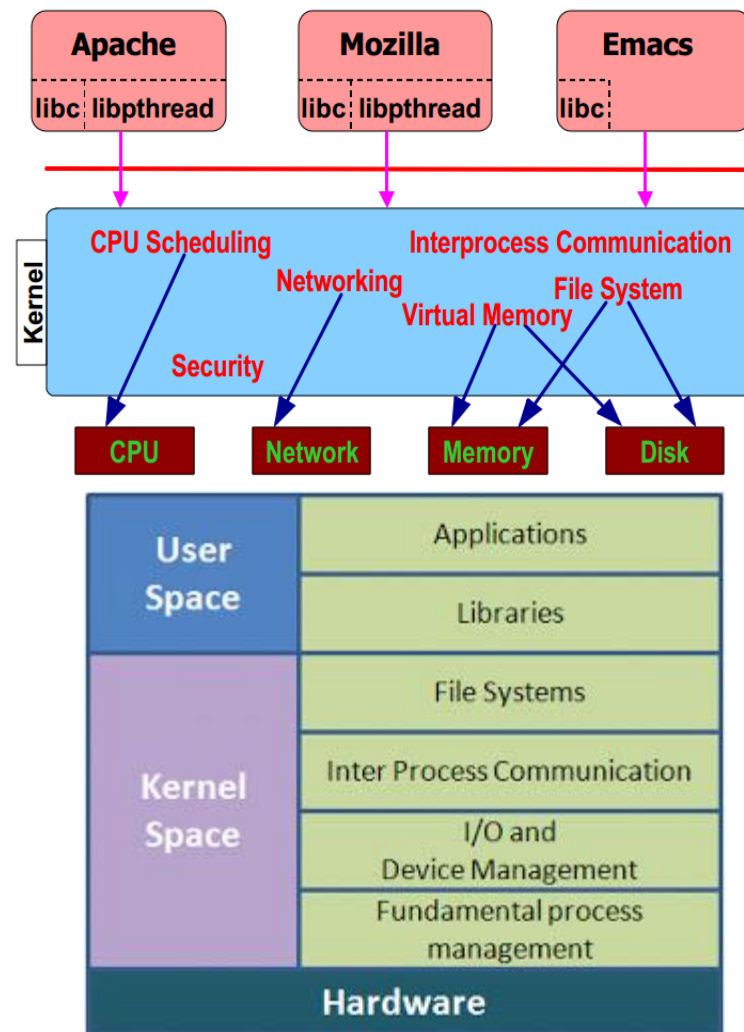 Apache
Mozilla
Emacs
libc libpthread
libc libpthread
libc
Kernel
CPU Scheduling
Interprocess Communication
Networking
File System
Virtual Memory
Security
CPU
Network
Memory
Disk
User
Space
Applications
Libraries
Kernel
Space
File Systems
Inter Process Communication
I/O and
Device Management
Fundamental process
management
Hardware